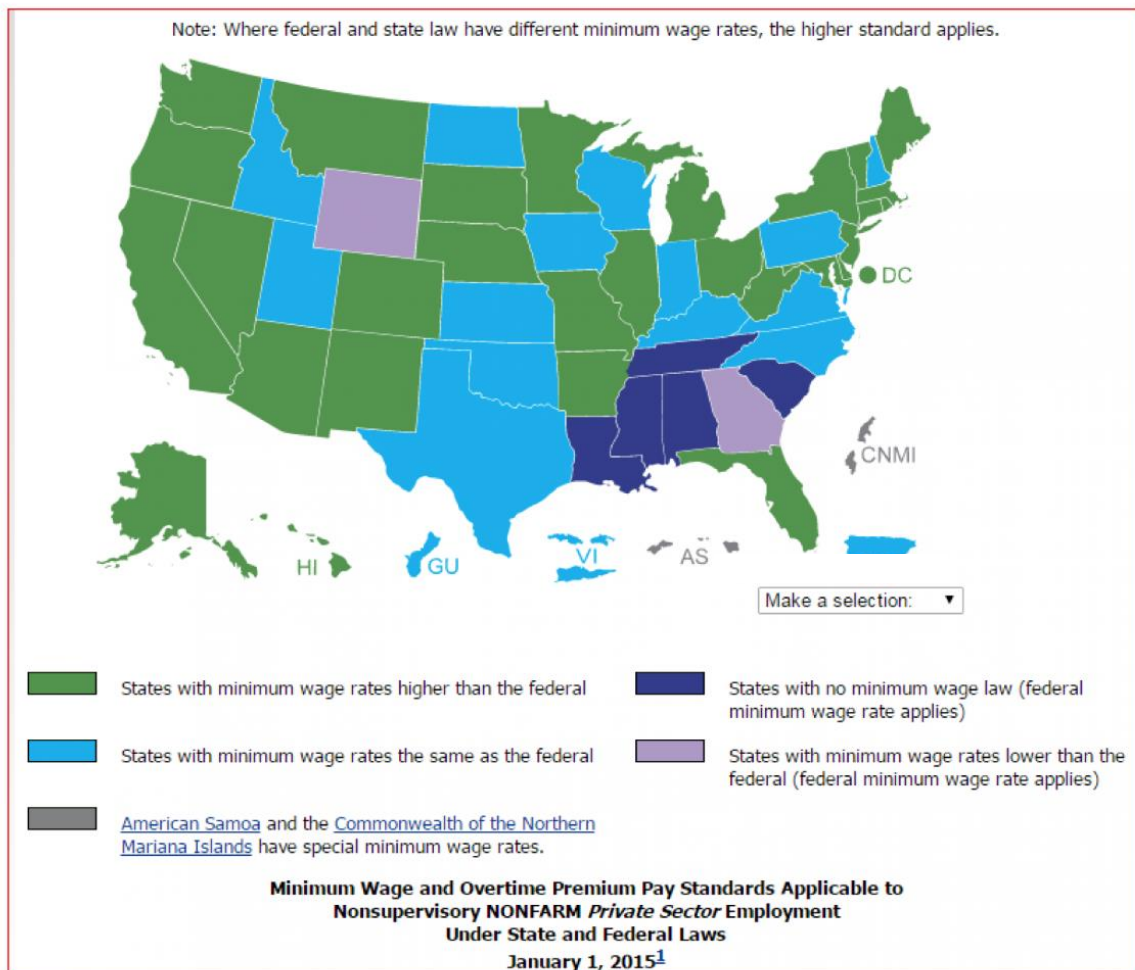 Note: Where federal and state law have different minimum wage rates, the higher standard applies.
DC
CNMI
HI
GU
VI
AS
Make a selection:
States with minimum wage rates higher than the federal
States with no minimum wage law (federal
minimum wage rate applies)
States with minimum wage rates the same as the federal
States with minimum wage rates lower than the
federal (federal minimum wage rate applies)
American Samoa and the Commonwealth of the Northern
Mariana Islands have special minimum wage rates.
Minimum Wage and Overtime Premium Pay Standards Applicable to
Nonsupervisory NONFARM Private Sector Employment
Under State and Federal Laws
January 1, 2015¹